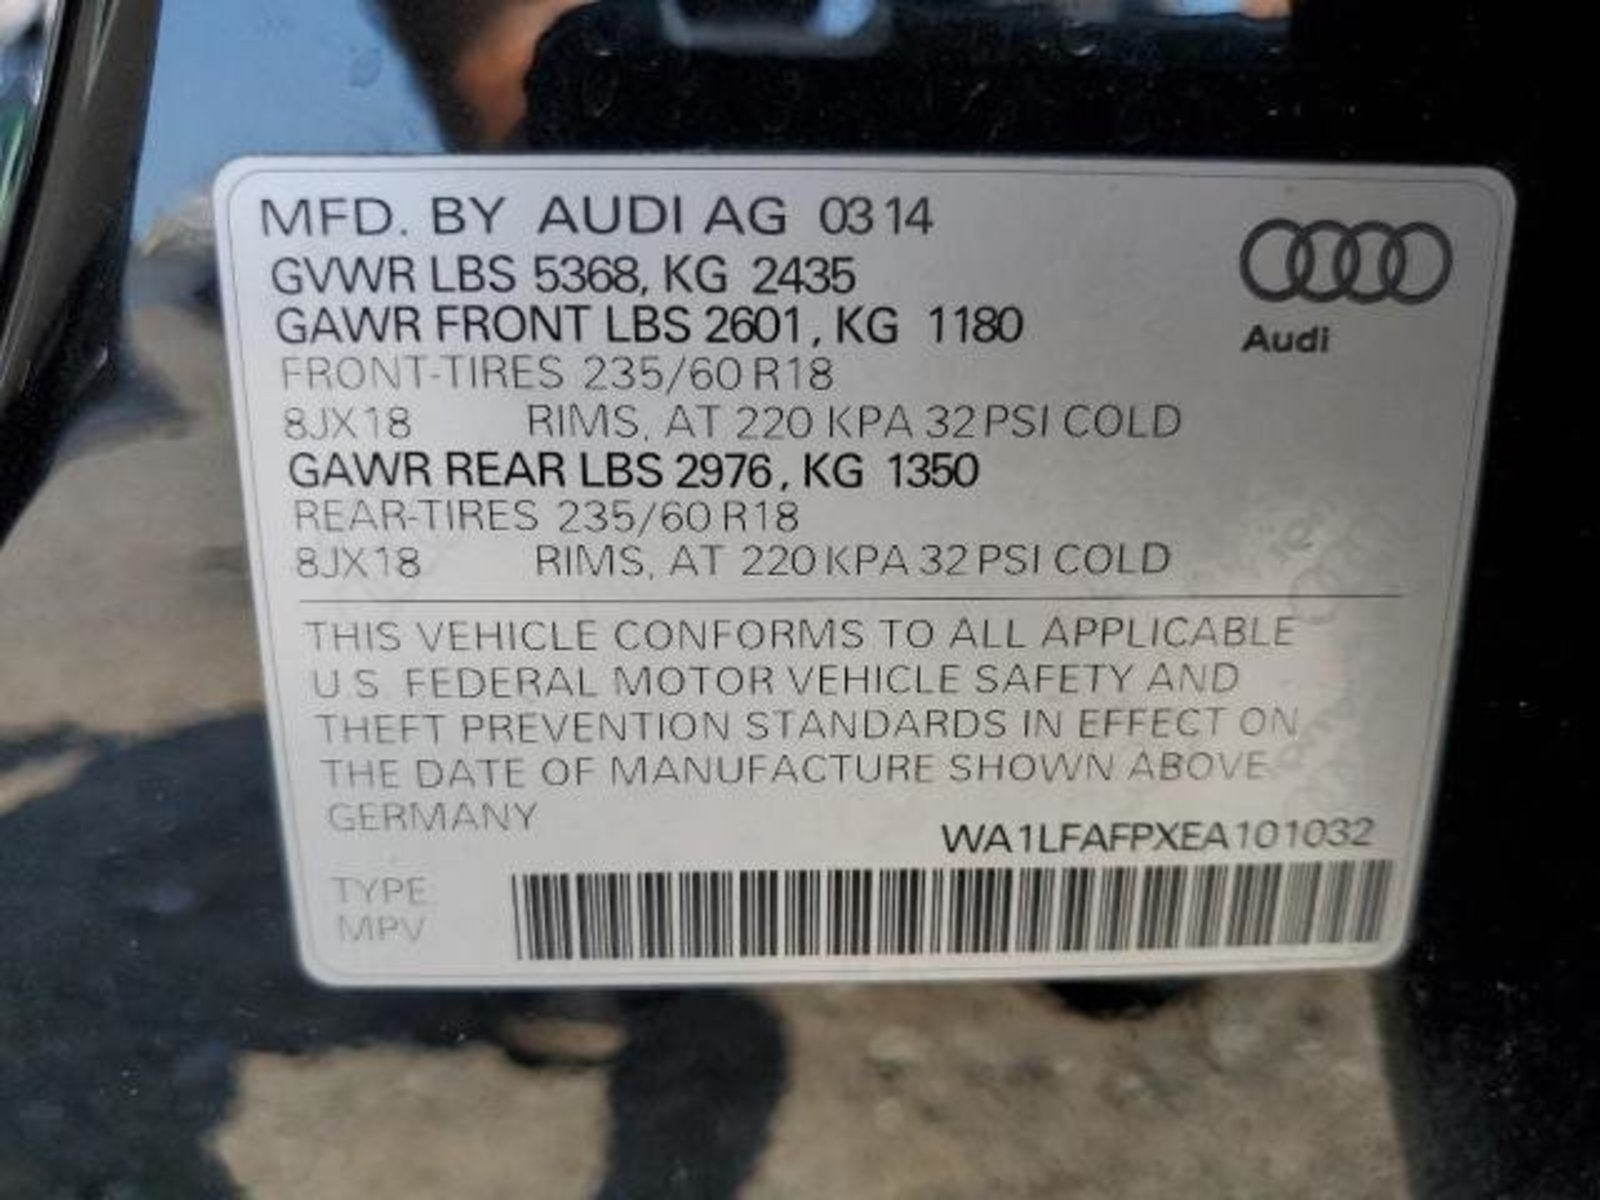 MFD. BY AUDI AG 0314
GVWR LBS 5368, KG 2435
GAWR FRONT LBS 2601, KG 1180
FRONT-TIRES 235/60 R18
8JX18 RIMS, AT 220 KPA 32 PSI COLD
GAWR REAR LBS 2976, KG 1350
REAR-TIRES 235/60 R18
8JX18 RIMS, AT 220 KPA 32 PSI COLD
Audi
THIS VEHICLE CONFORMS TO ALL APPLICABLE
U.S. FEDERAL MOTOR VEHICLE SAFETY AND
THEFT PREVENTION STANDARDS IN EFFECT ON
THE DATE OF MANUFACTURE SHOWN ABOVE
GERMANY
WA1LFAFPXEA101032
TYPE
MPV